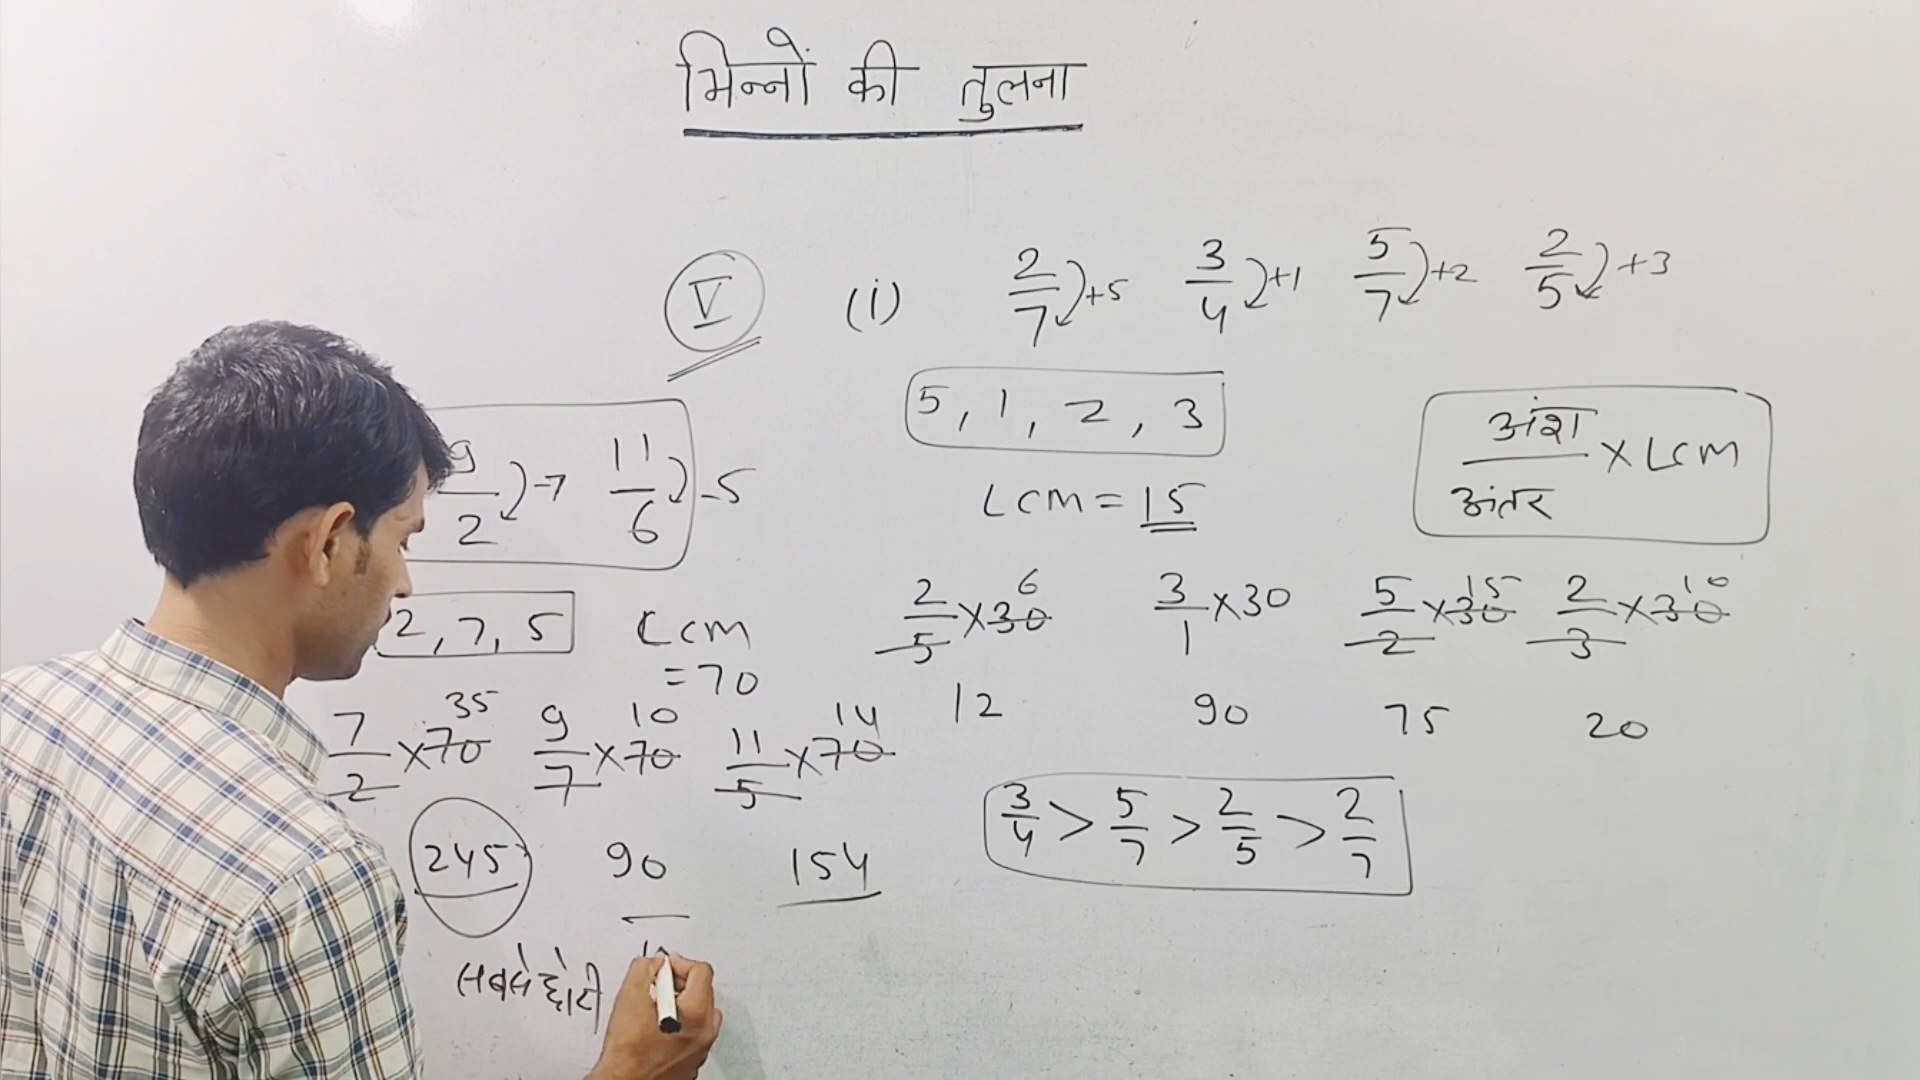 भिन्नों की तुलना
V (i) 2/7 +5 3/4 +1 5/7 +2 2/5 +3
5, 1, 2, 3
LCM = 15
अंश/अंतर × LCM
9/2 -7 11/6 -5
2, 7, 5 LCM
= 70
7/2 × 70 35 9/7 × 70 10 11/5 × 70 14
245 90 154
सबसे छोटी
2/5 × 30 6 3/1 × 30 5/2 × 30 15 2/3 × 30 10
12 90 75 20
3/4 > 5/7 > 2/5 > 2/7